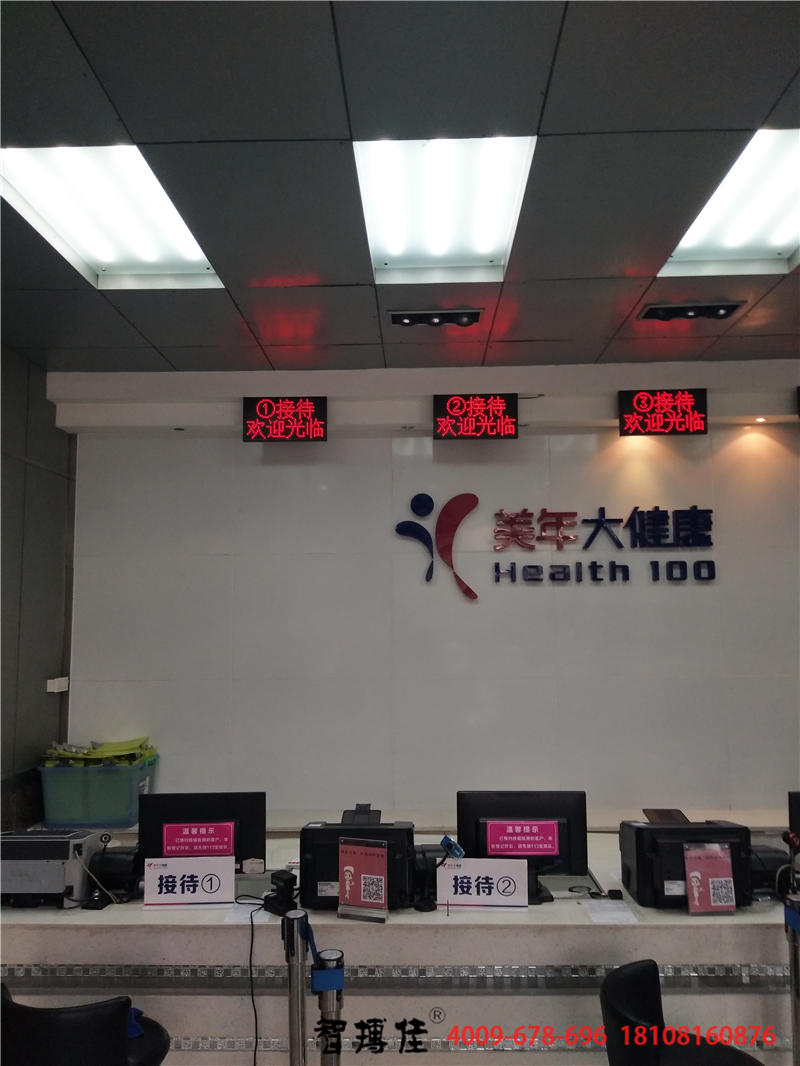 ①接待
欢迎光临
②接待
欢迎光临
③接待
欢迎光临
美年大健康
Health 100
温馨提示
温馨提示
接待①
接待②
智搏佳®
4009-678-696 18108160876